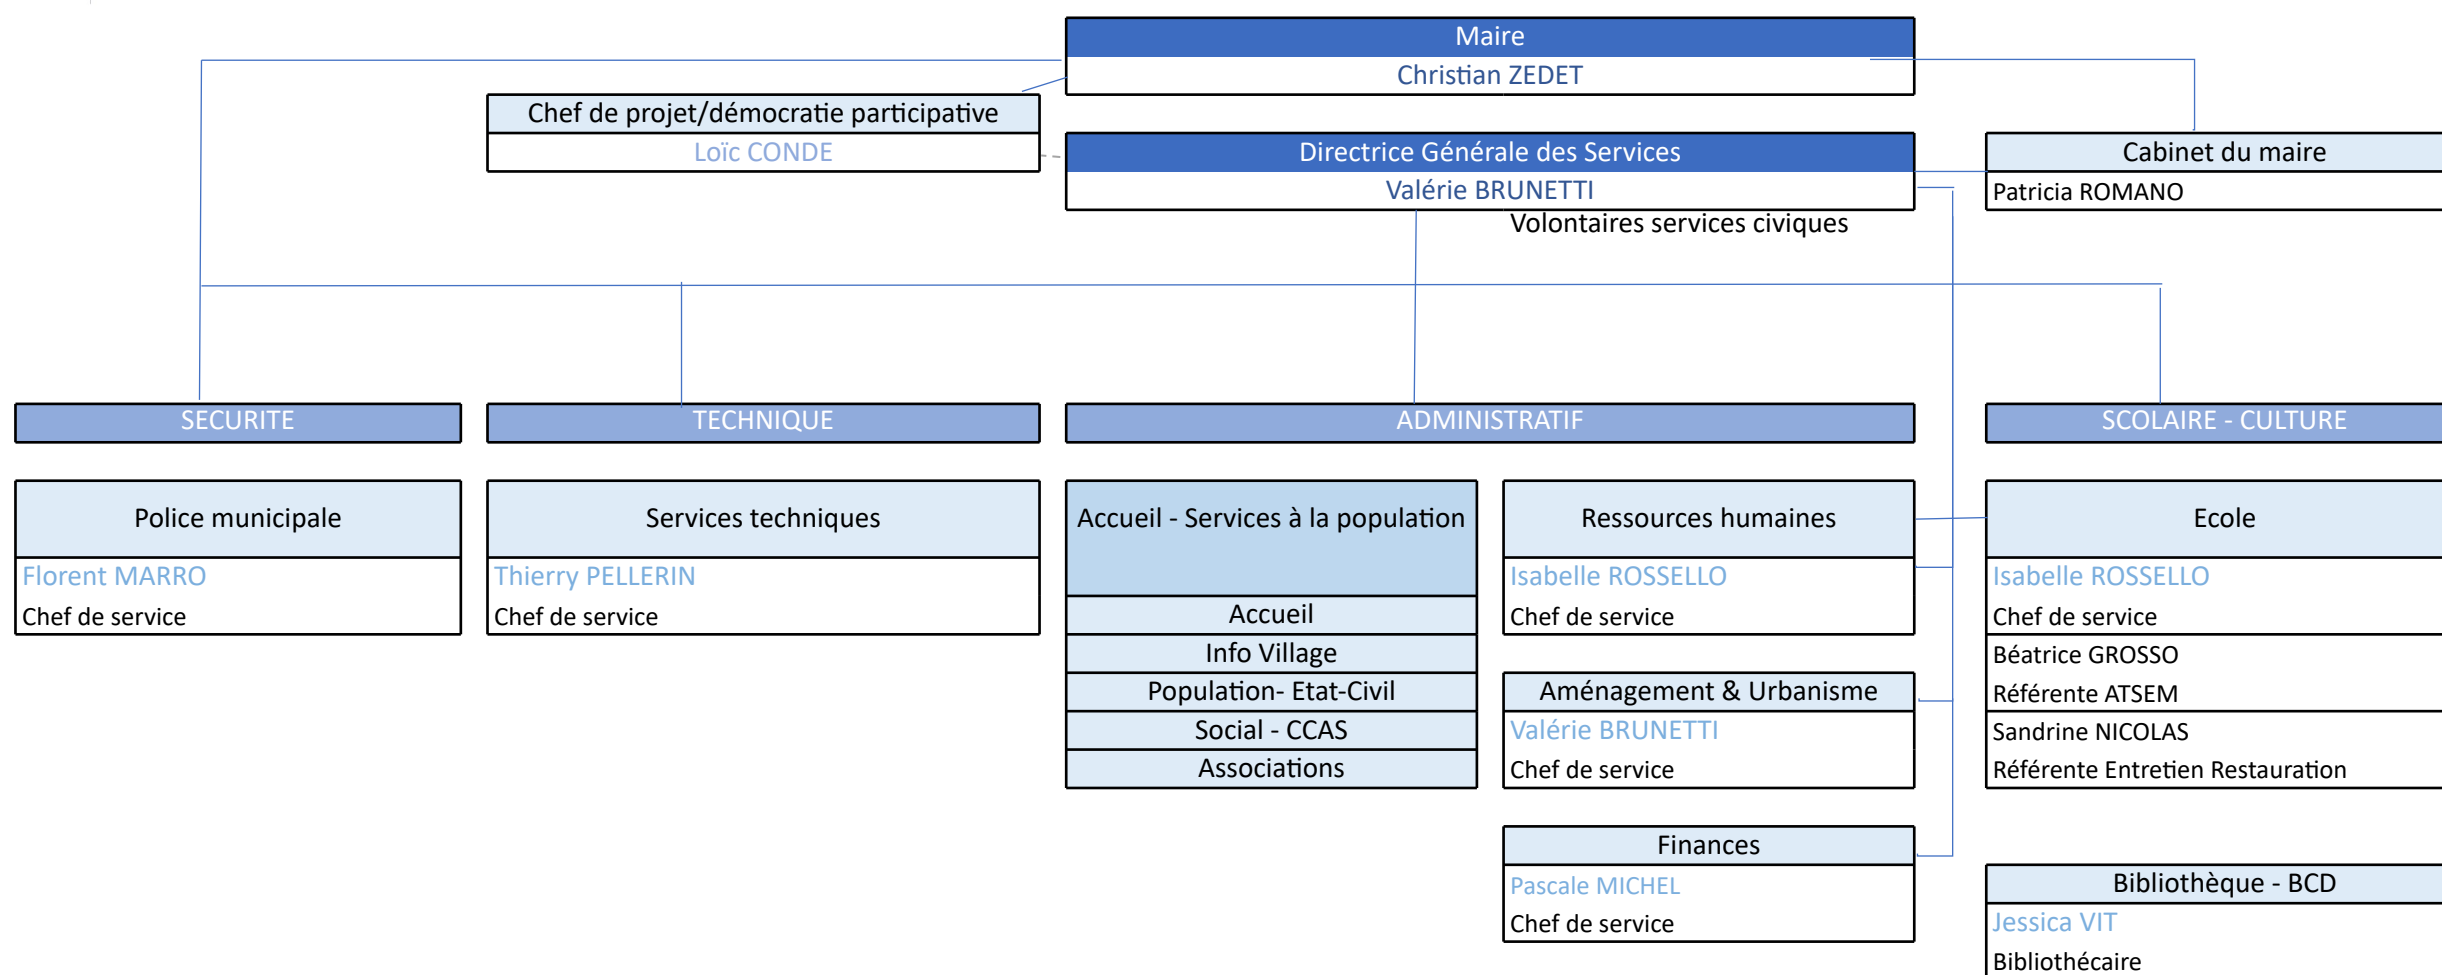 Maire
Christian ZEDET
Chef de projet/démocratie participative
Loïc CONDE
Directrice Générale des Services
Valérie BRUNETTI
Volontaires services civiques
Cabinet du maire
Patricia ROMANO
SECURITE
TECHNIQUE
ADMINISTRATIF
SCOLAIRE - CULTURE
Police municipale
Florent MARRO
Chef de service
Services techniques
Thierry PELLERIN
Chef de service
Accueil - Services à la population
Accueil
Info Village
Population- Etat-Civil
Social - CCAS
Associations
Ressources humaines
Isabelle ROSSELLO
Chef de service
Aménagement & Urbanisme
Valérie BRUNETTI
Chef de service
Finances
Pascale MICHEL
Chef de service
Ecole
Isabelle ROSSELLO
Chef de service
Béatrice GROSSO
Référente ATSEM
Sandrine NICOLAS
Référente Entretien Restauration
Bibliothèque - BCD
Jessica VIT
Bibliothécaire